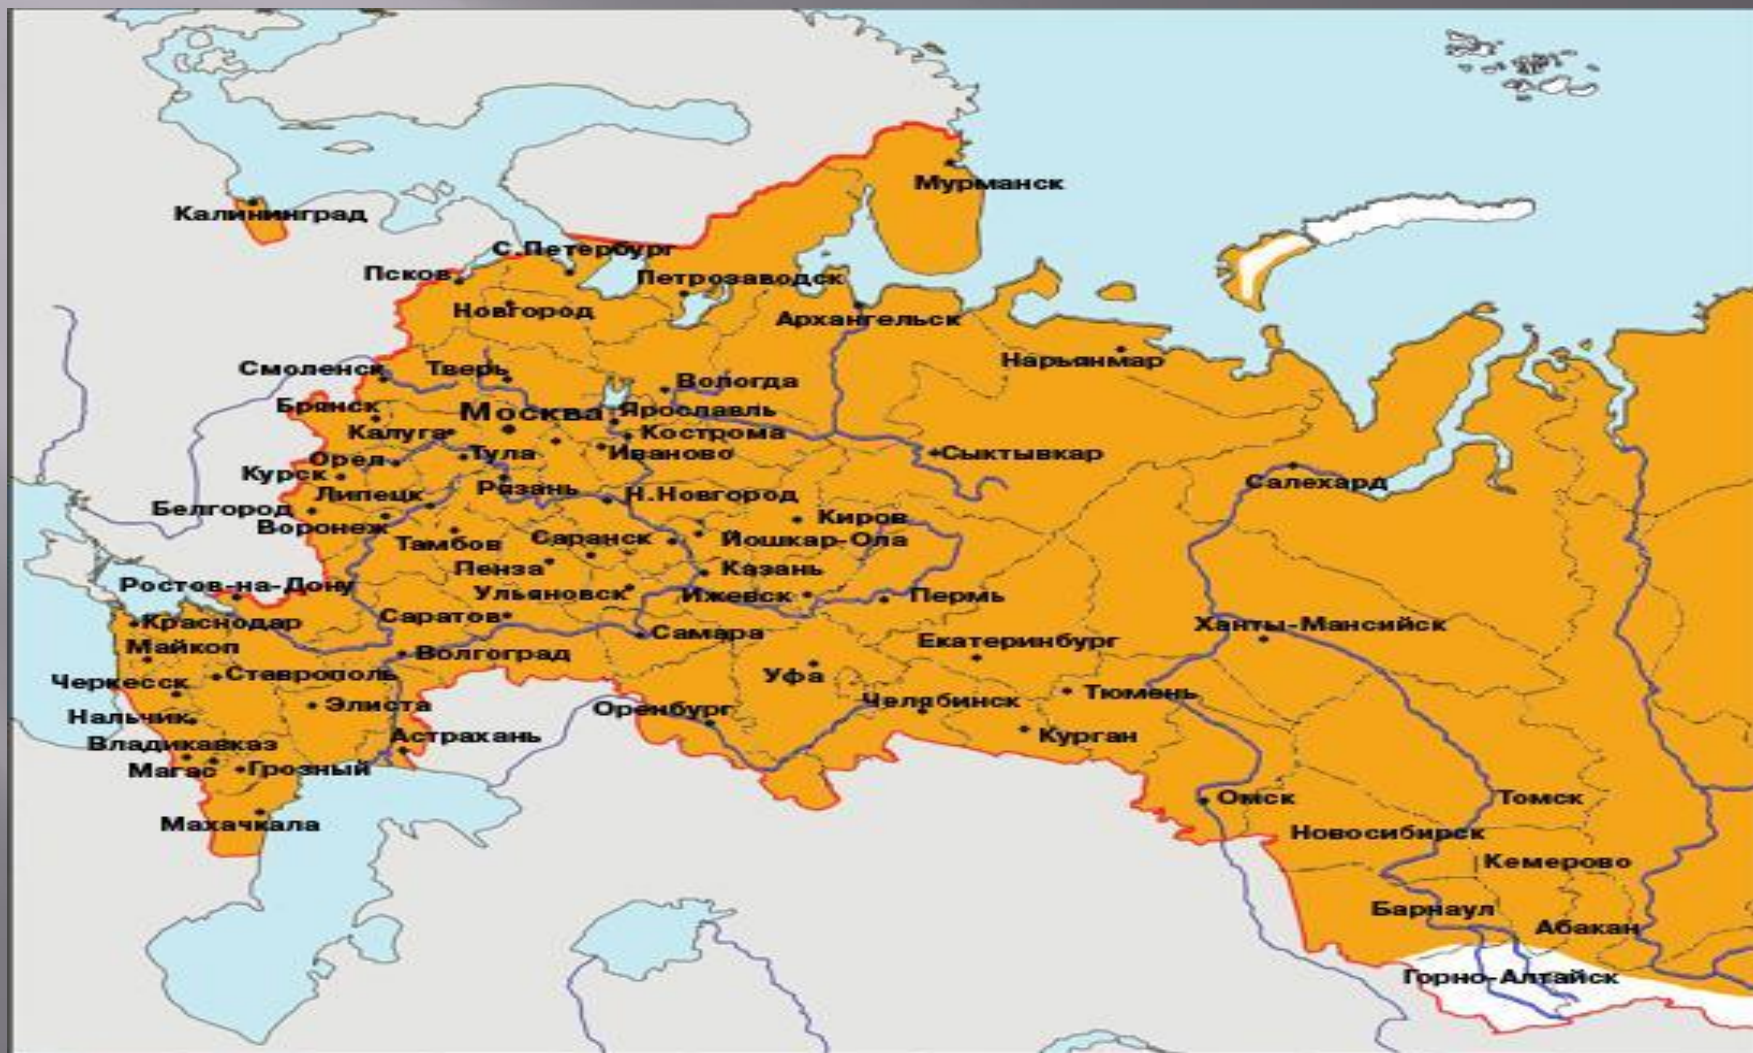 Мурманск
Калининград
С.Петербург
Псков
Петрозаводск
Новгород
Архангельск
Нарьянмар
Смоленск
Тверь
Вологда
Брянск
Москва
Ярославль
Калуга
Кострома
Орел
Тула
Иваново
Сыктывкар
Курск
Салехард
Липецк
Рязань
Н.Новгород
Белгород
Воронеж
Киров
Тамбов
Саранск
Йошкар-Ола
Пенза
Казань
Ростов-на-Дону
Ульяновск
Ижевск
Пермь
Краснодар
Саратов
Самара
Ханты-Мансийск
Майкоп
Волгоград
Екатеринбург
Черкесск
Ставрополь
Уфа
Тюмень
Нальчик
Элиста
Оренбург
Челябинск
Владикавказ
Астрахань
Курган
Магас
Грозный
Омск
Томск
Махачкала
Новосибирск
Кемерово
Барнаул
Абакан
Горно-Алтайск